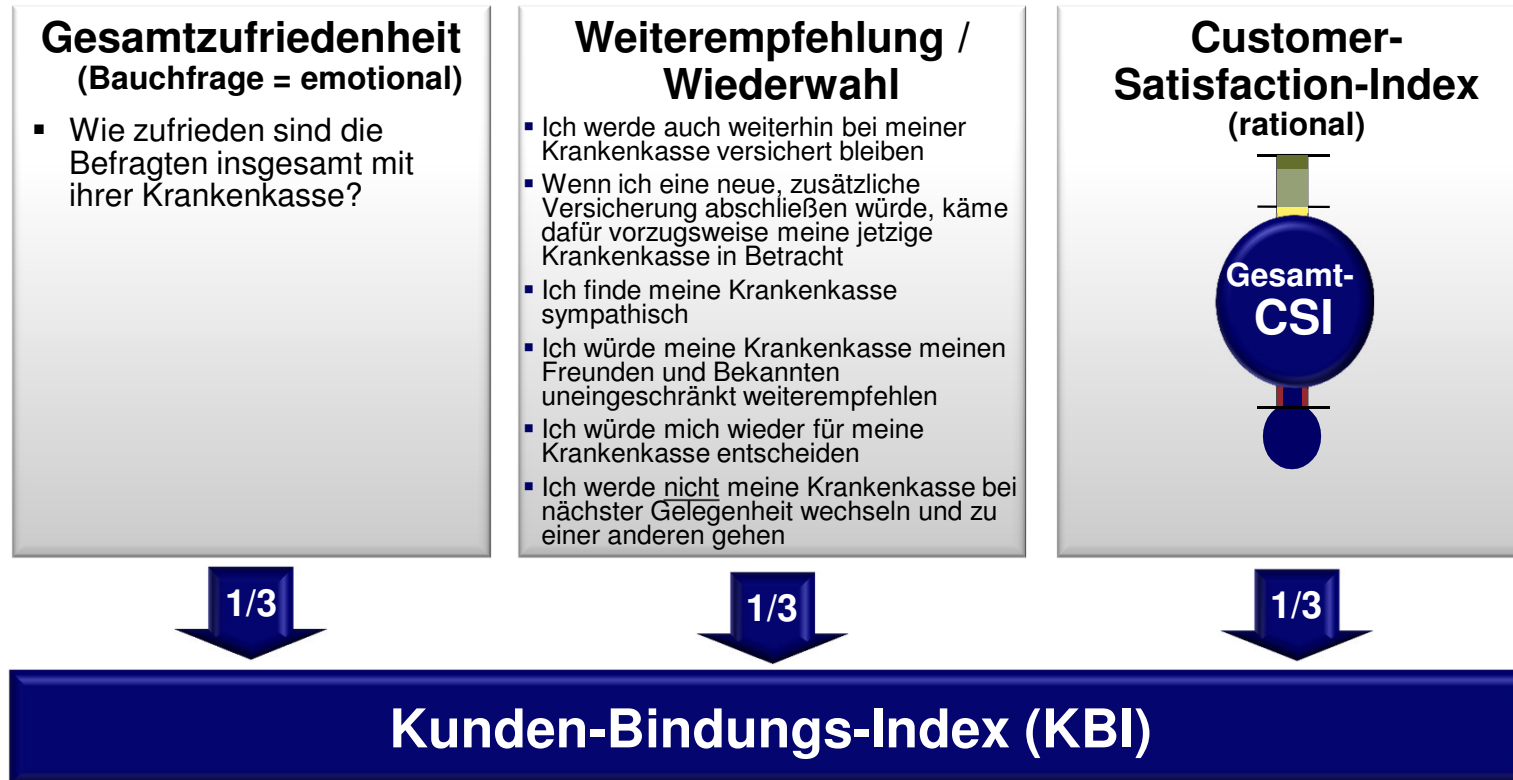 Gesamtzufriedenheit
(Bauchfrage = emotional)
▪ Wie zufrieden sind die
Befragten insgesamt mit
ihrer Krankenkasse?
Weiterempfehlung /
Wiederwahl
▪ Ich werde auch weiterhin bei meiner
Krankenkasse versichert bleiben
▪ Wenn ich eine neue, zusätzliche
Versicherung abschließen würde, käme
dafür vorzugsweise meine jetzige
Krankenkasse in Betracht
▪ Ich finde meine Krankenkasse
sympathisch
▪ Ich würde meine Krankenkasse meinen
Freunden und Bekannten
uneingeschränkt weiterempfehlen
▪ Ich würde mich wieder für meine
Krankenkasse entscheiden
▪ Ich werde nicht meine Krankenkasse bei
nächster Gelegenheit wechseln und zu
einer anderen gehen
Customer-
Satisfaction-Index
(rational)
Gesamt-
CSI
1/3
1/3
1/3
Kunden-Bindungs-Index (KBI)